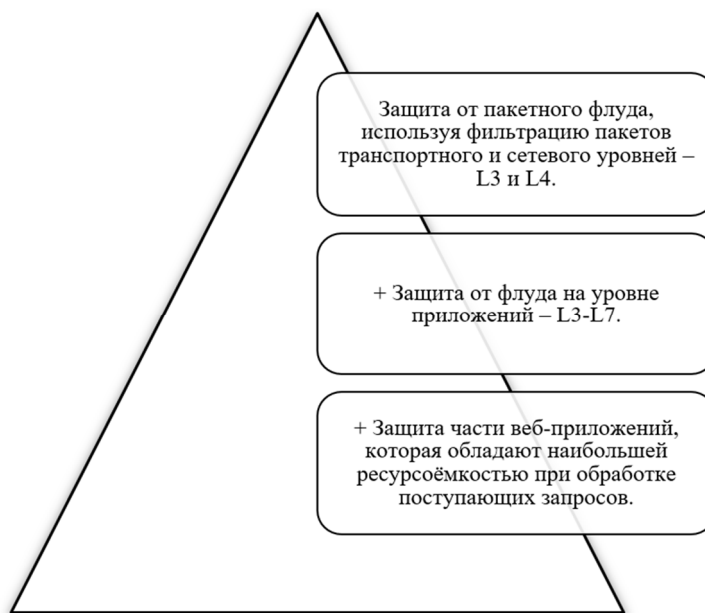 Защита от пакетного флуда,
используя фильтрацию пакетов
транспортного и сетевого уровней –
L3 и L4.
+ Защита от флуда на уровне
приложений – L3-L7.
+ Защита части веб-приложений,
которая обладают наибольшей
ресурсоёмкостью при обработке
поступающих запросов.